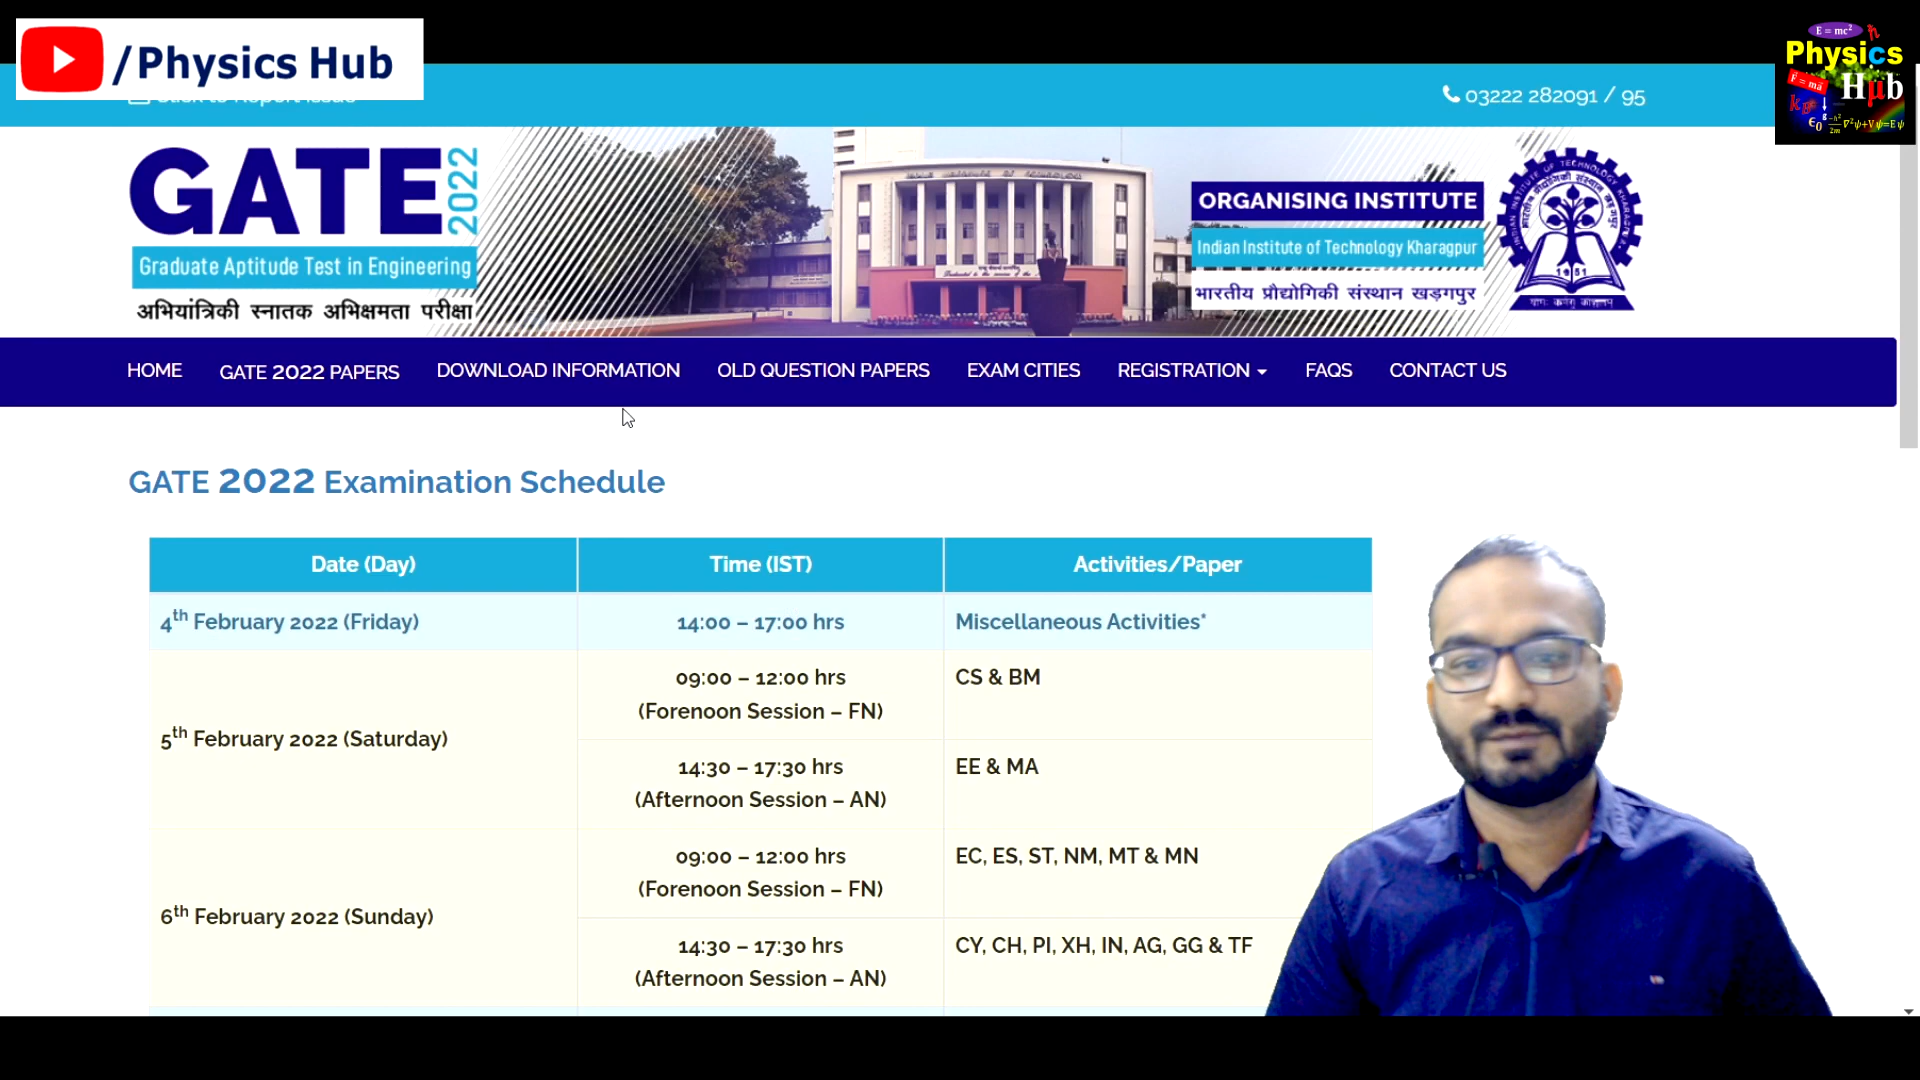 /Physics Hub
E = mc²
ħ
Physics
Hub
03222 282091 / 95
GATE 2022
Graduate Aptitude Test in Engineering
अभियांत्रिकी स्नातक अभिक्षमता परीक्षा
ORGANISING INSTITUTE
Indian Institute of Technology Kharagpur
भारतीय प्रौद्योगिकी संस्थान खड़गपुर
1951
योगः कर्मसु कौशलम्
HOME GATE 2022 PAPERS DOWNLOAD INFORMATION OLD QUESTION PAPERS EXAM CITIES REGISTRATION FAQS CONTACT US
GATE 2022 Examination Schedule
Date (Day) Time (IST) Activities/Paper
4th February 2022 (Friday) 14:00 – 17:00 hrs Miscellaneous Activities*
5th February 2022 (Saturday) 09:00 – 12:00 hrs CS & BM
(Forenoon Session – FN)
14:30 – 17:30 hrs EE & MA
(Afternoon Session – AN)
6th February 2022 (Sunday) 09:00 – 12:00 hrs EC, ES, ST, NM, MT & MN
(Forenoon Session – FN)
14:30 – 17:30 hrs CY, CH, PI, XH, IN, AG, GG & TF
(Afternoon Session – AN)